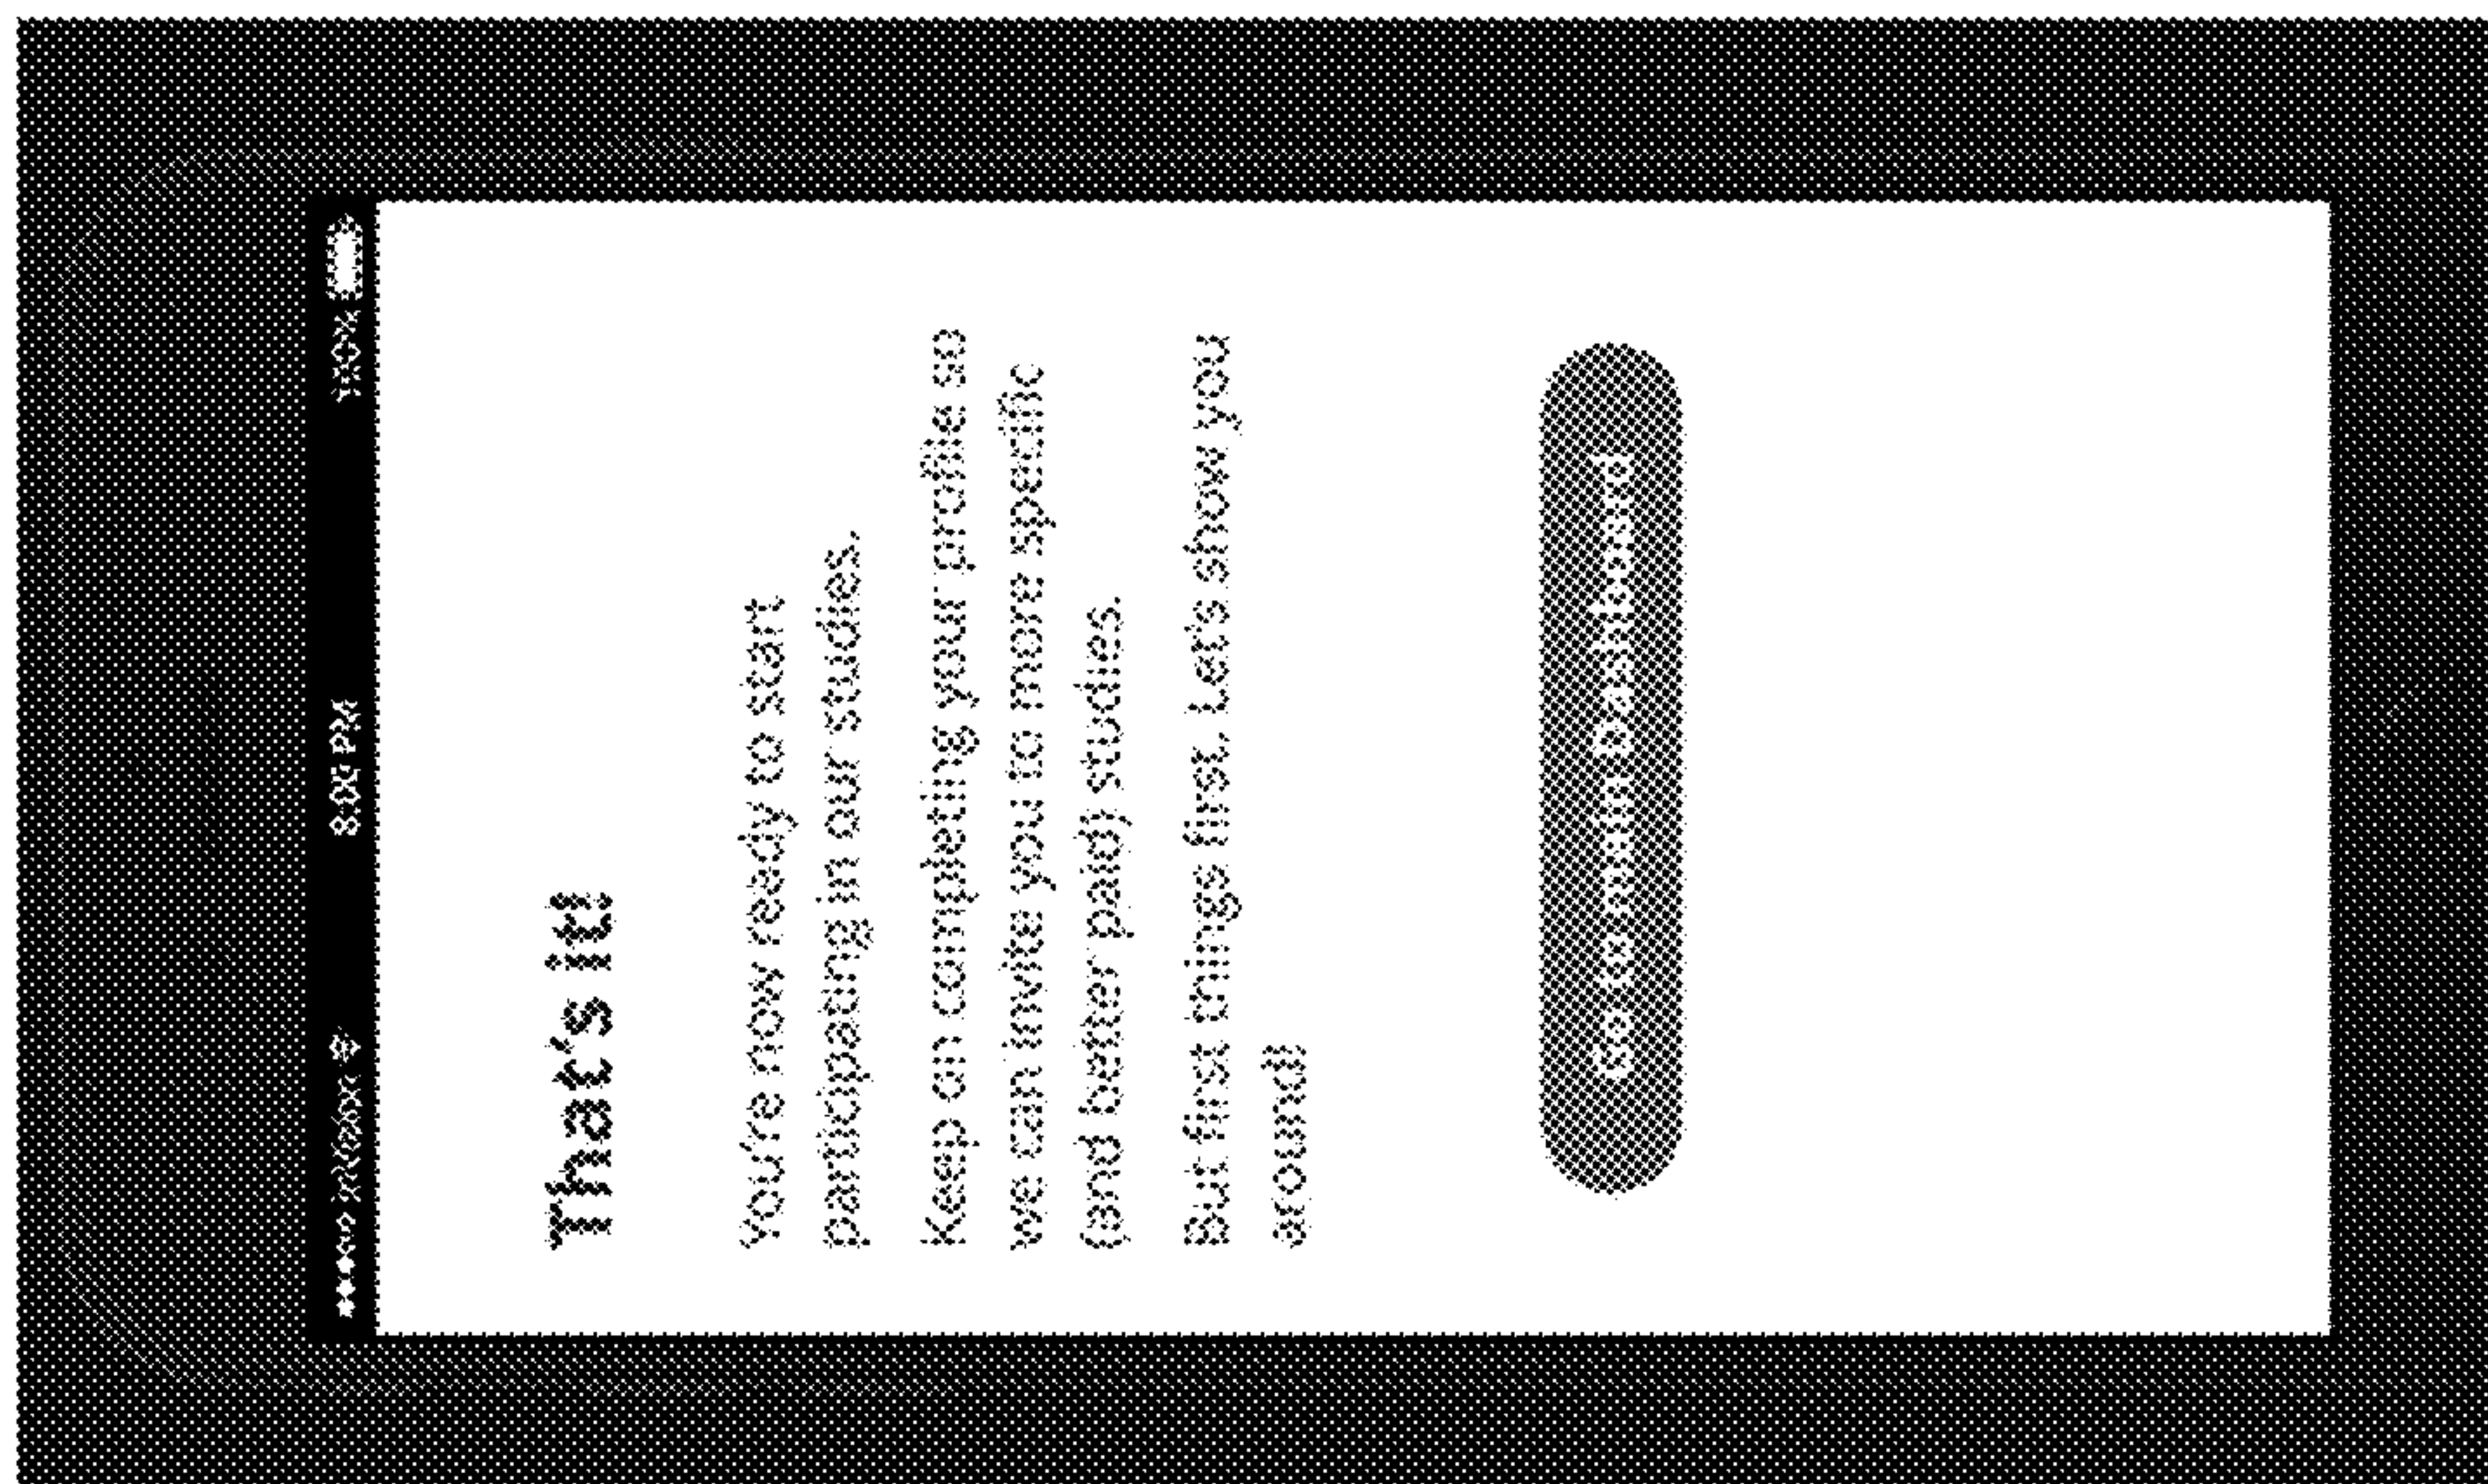 8:00 PM
100%
That's it!
You're now ready to start
participating in our studies.
Keep on completing your profile so
we can invite you to more specific
(and better paid) studies.
But first things first. Let's show you
around!
Go to main Dashboard